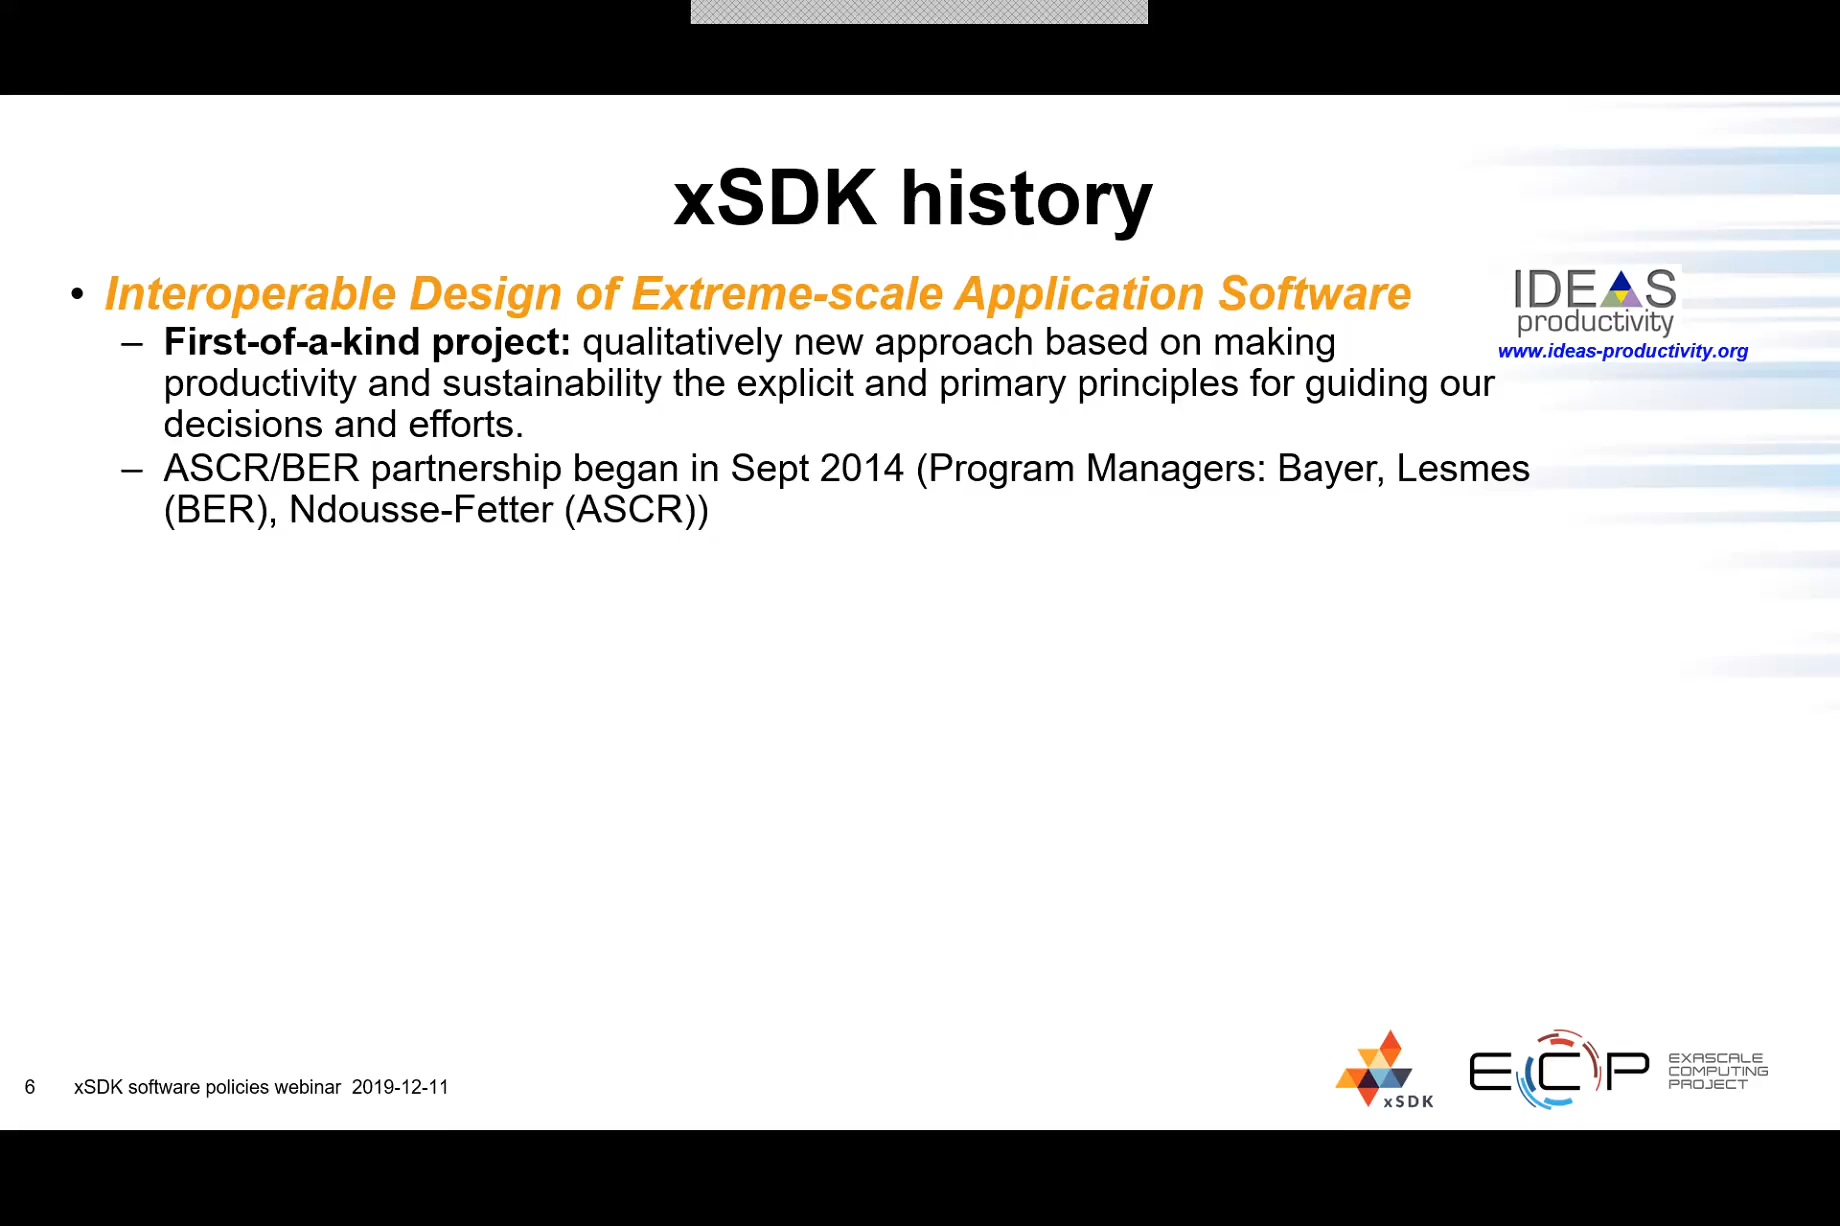 xSDK history
• Interoperable Design of Extreme-scale Application Software
IDEAS
productivity
www.ideas-productivity.org
– First-of-a-kind project: qualitatively new approach based on making
productivity and sustainability the explicit and primary principles for guiding our
decisions and efforts.
– ASCR/BER partnership began in Sept 2014 (Program Managers: Bayer, Lesmes
(BER), Ndousse-Fetter (ASCR))
6 xSDK software policies webinar 2019-12-11
xSDK
ECP
EXASCALE
COMPUTING
PROJECT